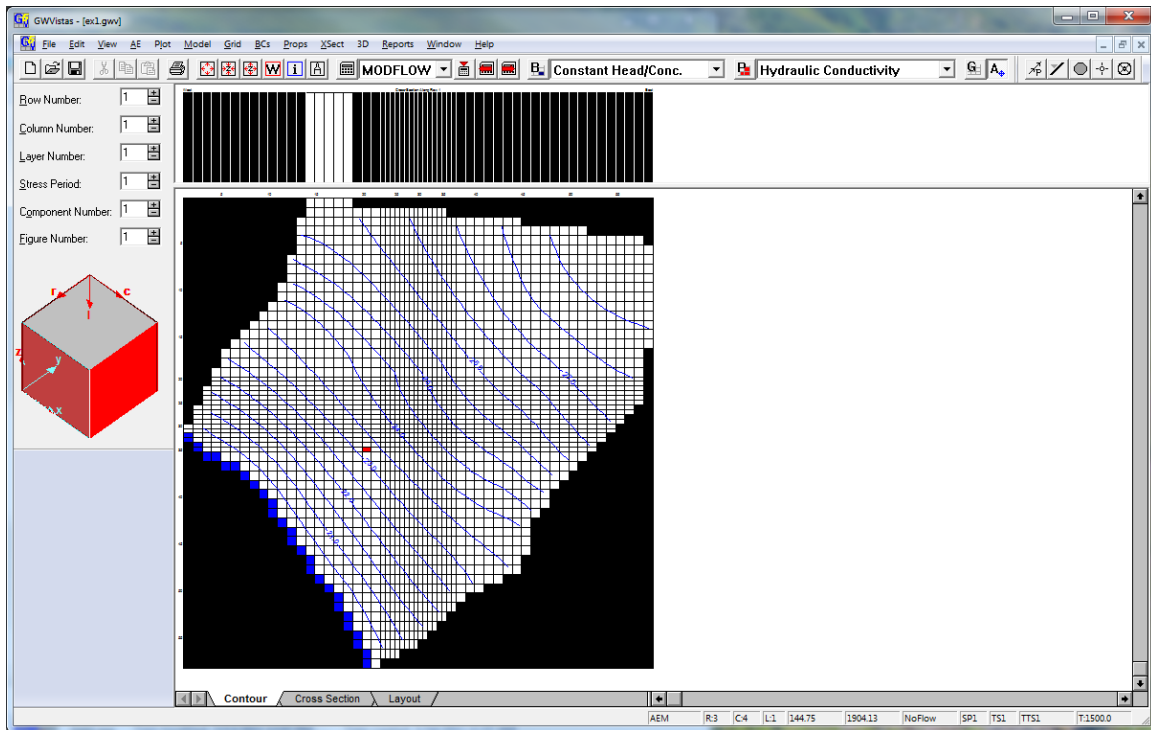 GWVistas - [ex1.gwv]
File Edit View AE Plot Model Grid BCs Props XSect 3D Reports Window Help
W i A MODFLOW B Constant Head/Conc. P Hydraulic Conductivity G A
Row Number: 1
Column Number: 1
Layer Number: 1
Stress Period: 1
Component Number: 1
Figure Number: 1
r c
l
z y
x
Contour Cross Section Layout
AEM R:3 C:4 L:1 144.75 1904.13 NoFlow SP1 TS1 TTS1 T:1500.0